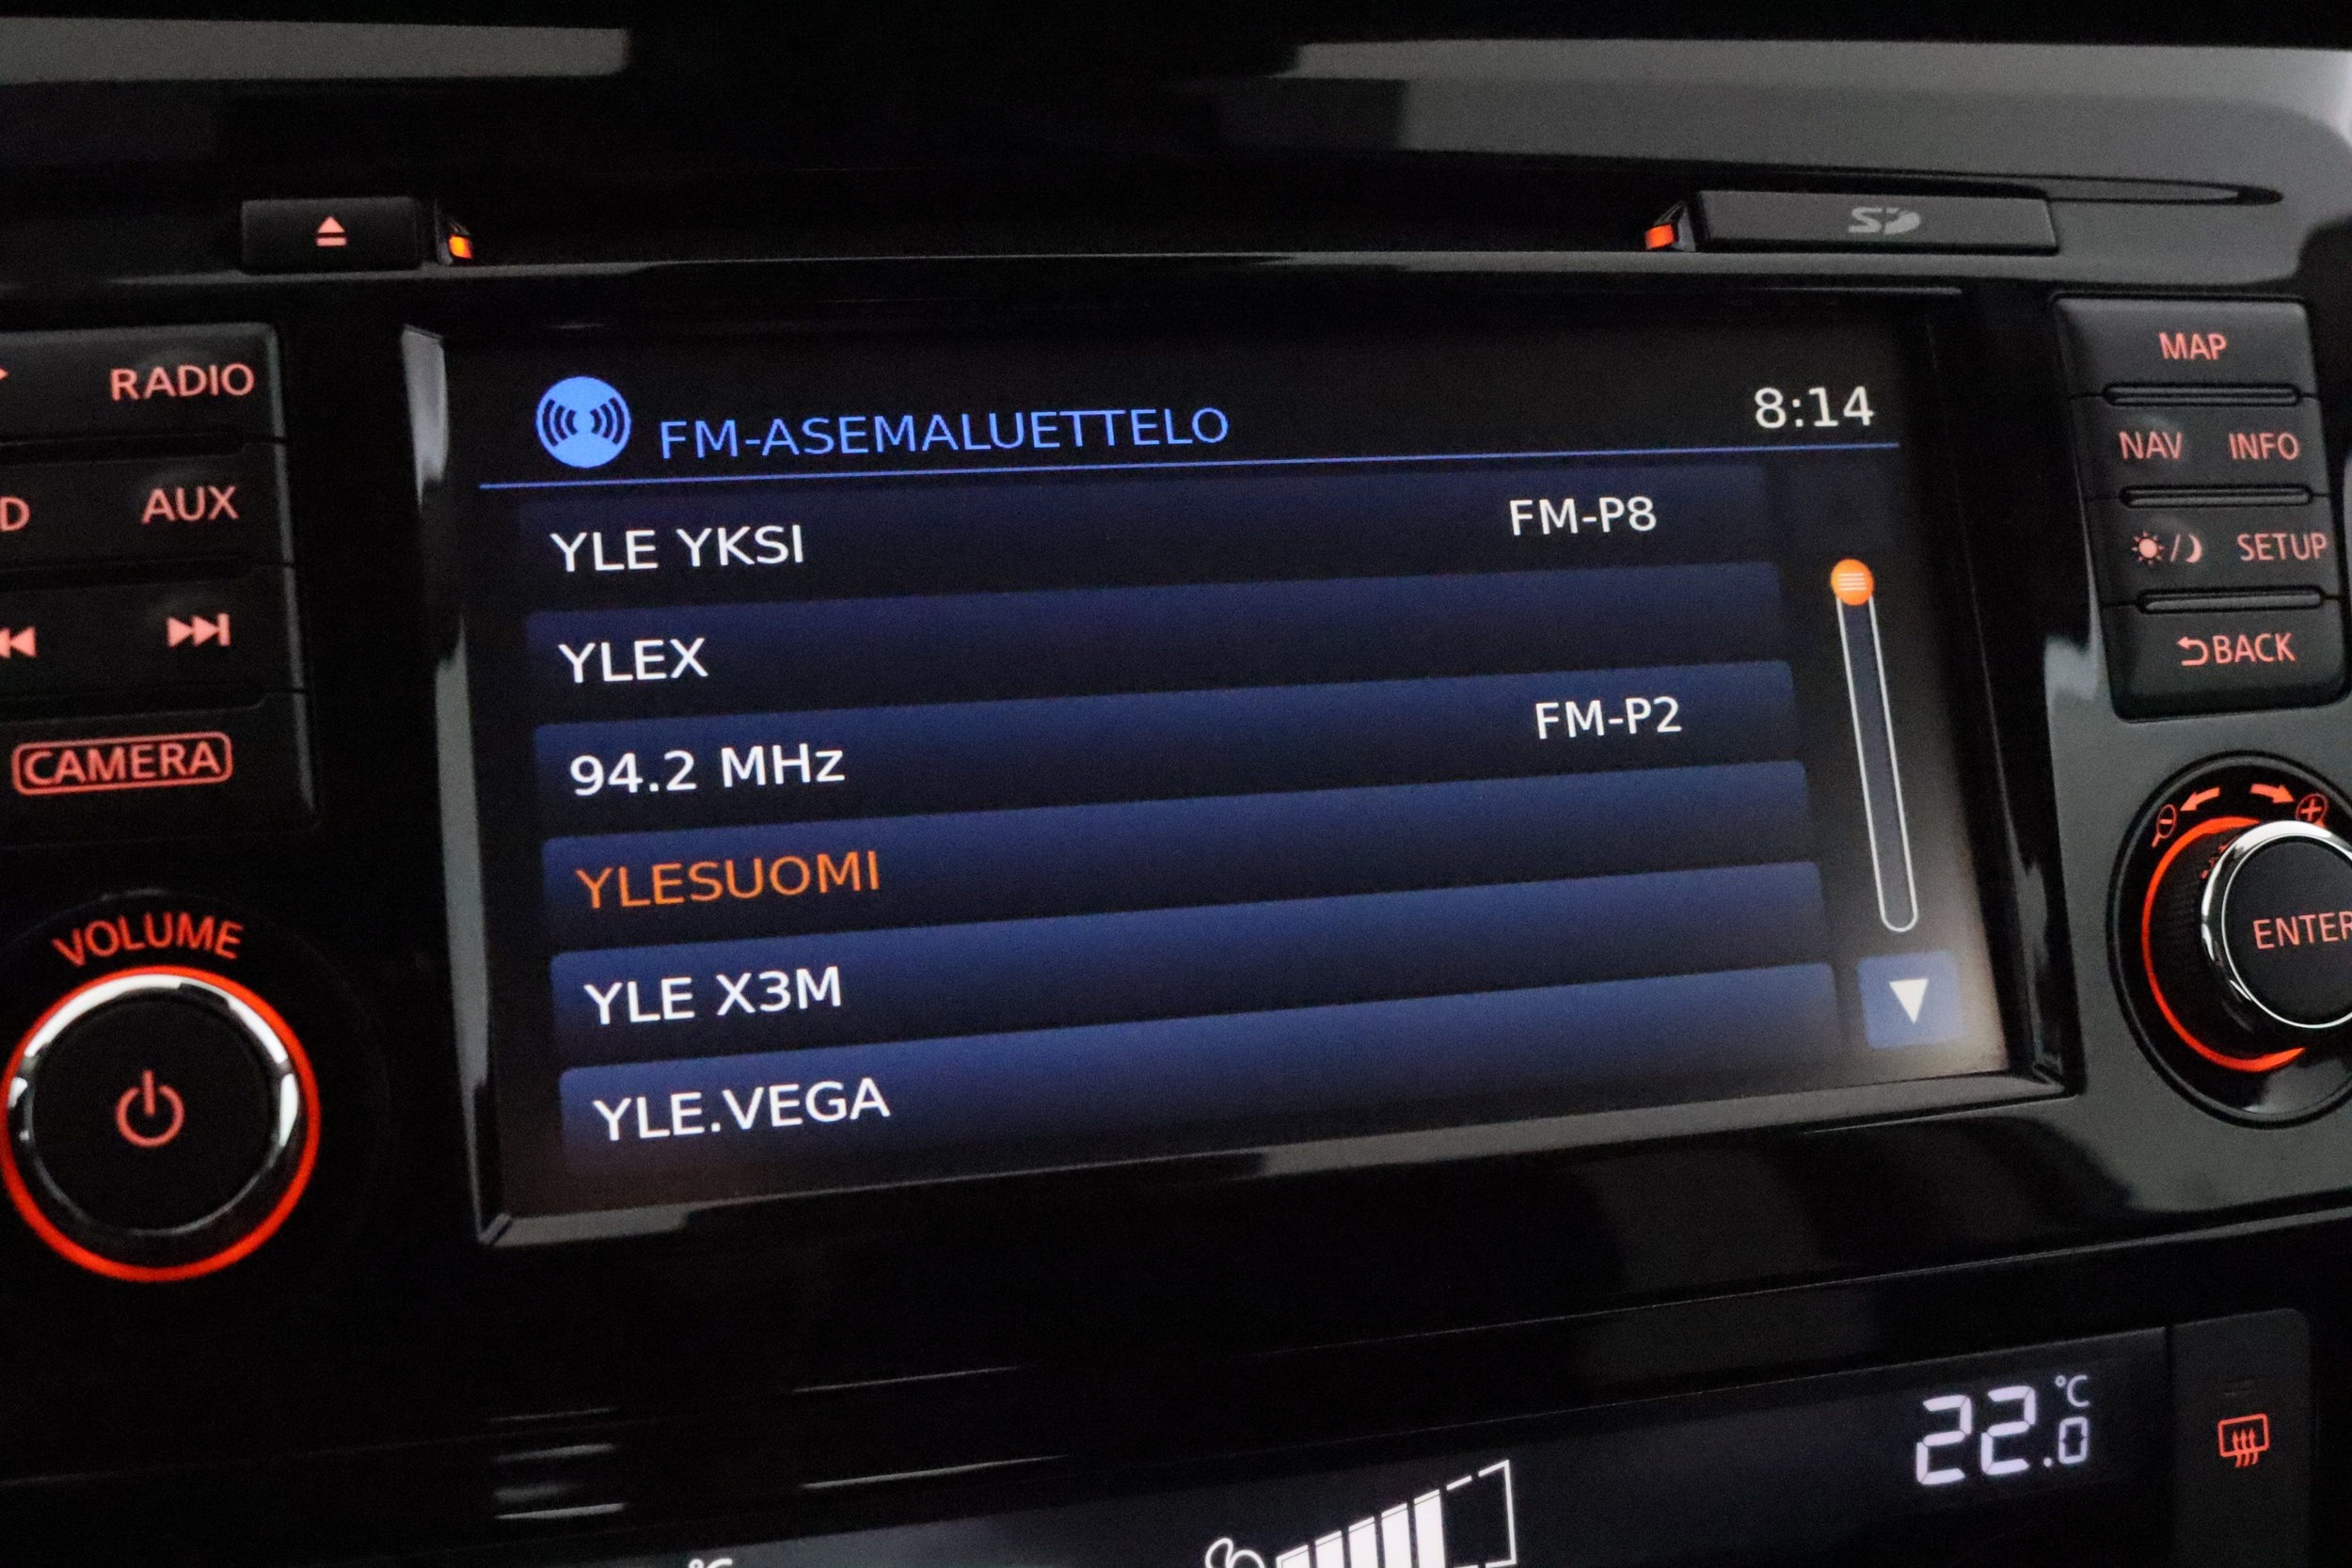 SD
RADIO
D AUX
CAMERA
VOLUME
FM-ASEMALUETTELO 8:14
YLE YKSI FM-P8
YLEX
94.2 MHz FM-P2
YLESUOMI
YLE X3M
YLE.VEGA
MAP
NAV INFO
SETUP
BACK
ENTER
22.0 °C
°C